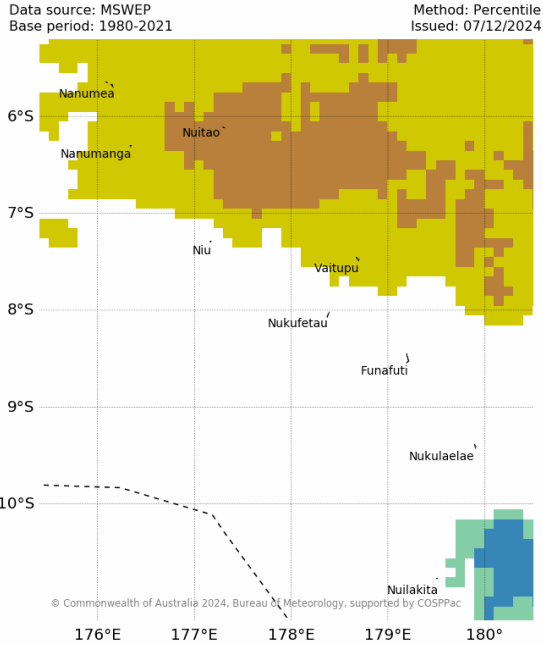 Data source: MSWEP
Method: Percentile
Base period: 1980-2021
Issued: 07/12/2024
Nanumea
6°S
Nuitao
Nanumanga
7°S
Niu
Vaitupu
8°S
Nukufetau
Funafuti
9°S
Nukulaelae
10°S
Nuilakita
© Commonwealth of Australia 2024, Bureau of Meteorology, supported by COSPPac
176°E 177°E 178°E 179°E 180°